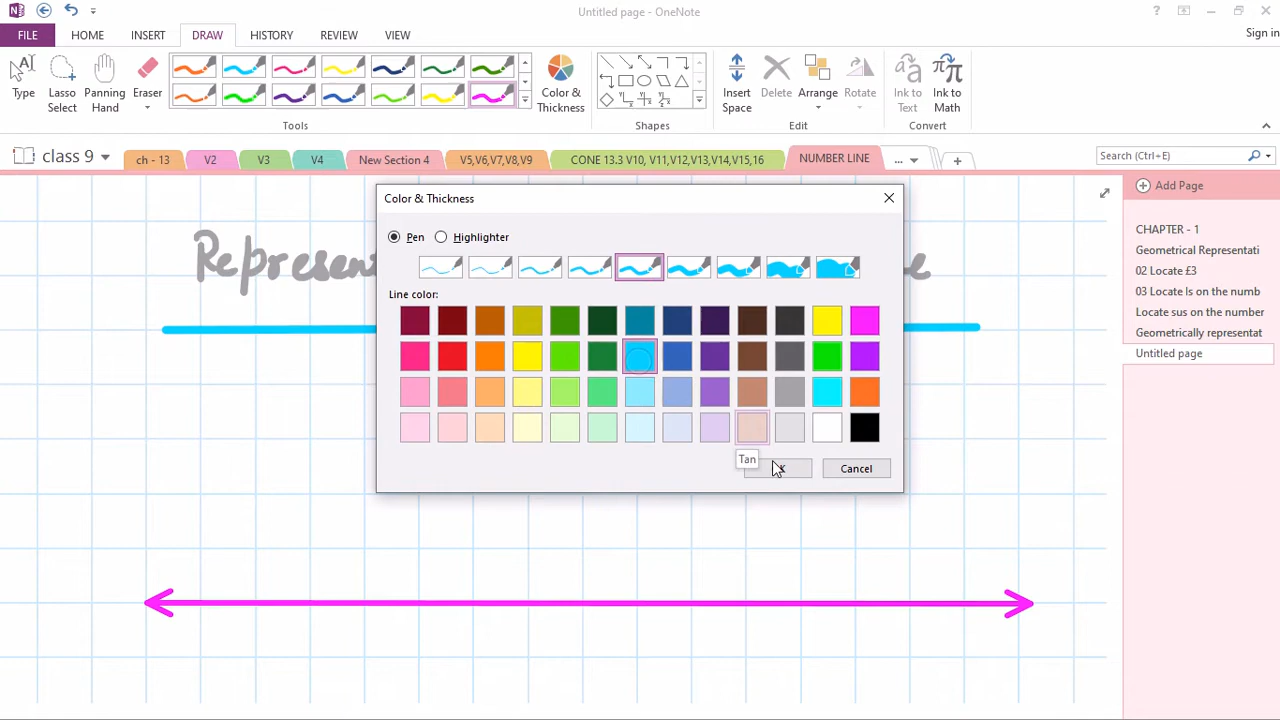 Untitled page - OneNote
?
FILE HOME INSERT DRAW HISTORY REVIEW VIEW
Sign in
Type
Lasso Select
Panning Hand
Eraser
Color & Thickness
Insert Space
Delete
Arrange
Rotate
Ink to Text
Ink to Math
Tools
Shapes
Edit
Convert
class 9
ch - 13
V2
V3
V4
New Section 4
V5,V6,V7,V8,V9
CONE 13.3 V10, V11,V12,V13,V14,V15,16
NUMBER LINE
...
Search (Ctrl+E)
Add Page
CHAPTER - 1
Geometrical Representati
02 Locate £3
03 Locate ls on the numb
Locate sus on the number
Geometrically representat
Untitled page
Color & Thickness
Pen
Highlighter
Line color:
Tan
Cancel